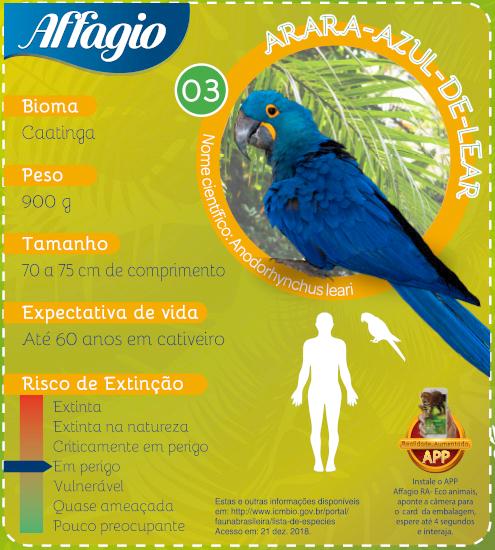 Affagio
ARARA-AZUL-DE-LEAR
03
Nome científico: Anodorhynchus leari
Bioma
Caatinga
Peso
900 g
Tamanho
70 a 75 cm de comprimento
Expectativa de vida
Até 60 anos em cativeiro
Risco de Extinção
Extinta
Extinta na natureza
Criticamente em perigo
Em perigo
Vulnerável
Quase ameaçada
Pouco preocupante
Estas e outras informações disponíveis
em: http://www.icmbio.gov.br/portal/
faunabrasileira/lista-de-especies
Acesso em: 21 dez. 2018.
Realidade Aumentada
APP
Instale o APP
Affagio RA- Eco animais,
aponte a câmera para
o card da embalagem,
espere até 4 segundos
e interaja.